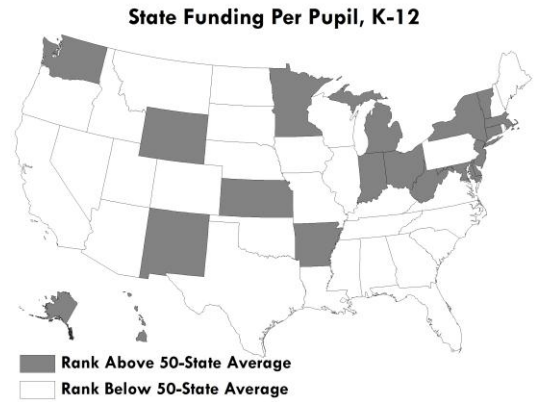 State Funding Per Pupil, K-12
Rank Above 50-State Average
Rank Below 50-State Average